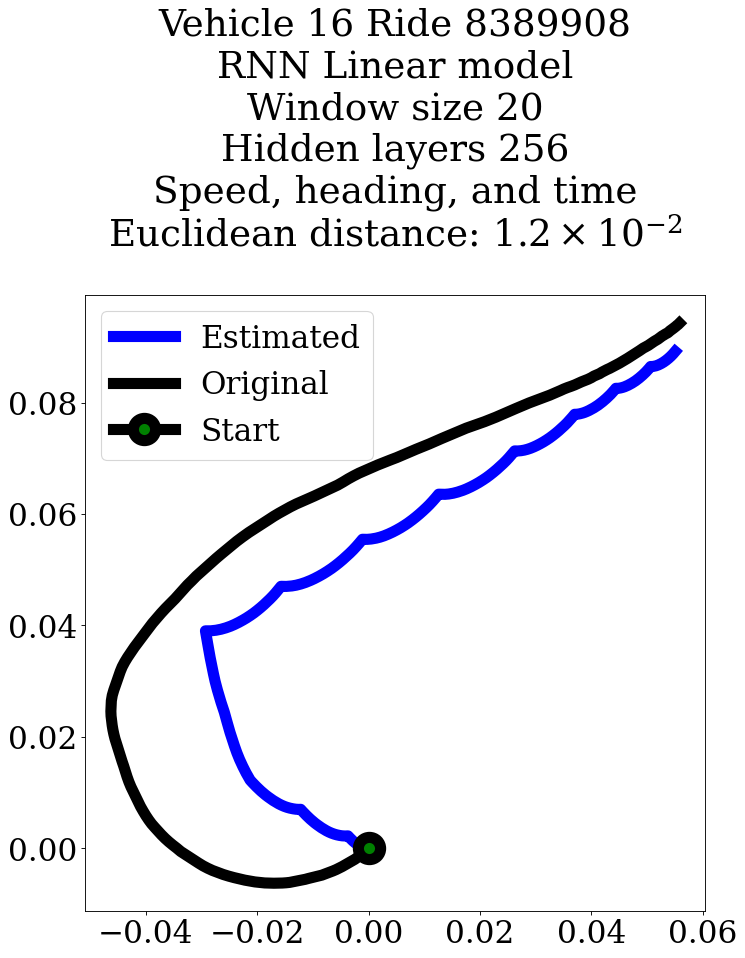 Vehicle 16 Ride 8389908
RNN Linear model
Window size 20
Hidden layers 256
Speed, heading, and time
Euclidean distance: 1.2 × 10⁻²
Estimated
Original
Start
0.08
0.06
0.04
0.02
0.00
−0.04 −0.02 0.00 0.02 0.04 0.06